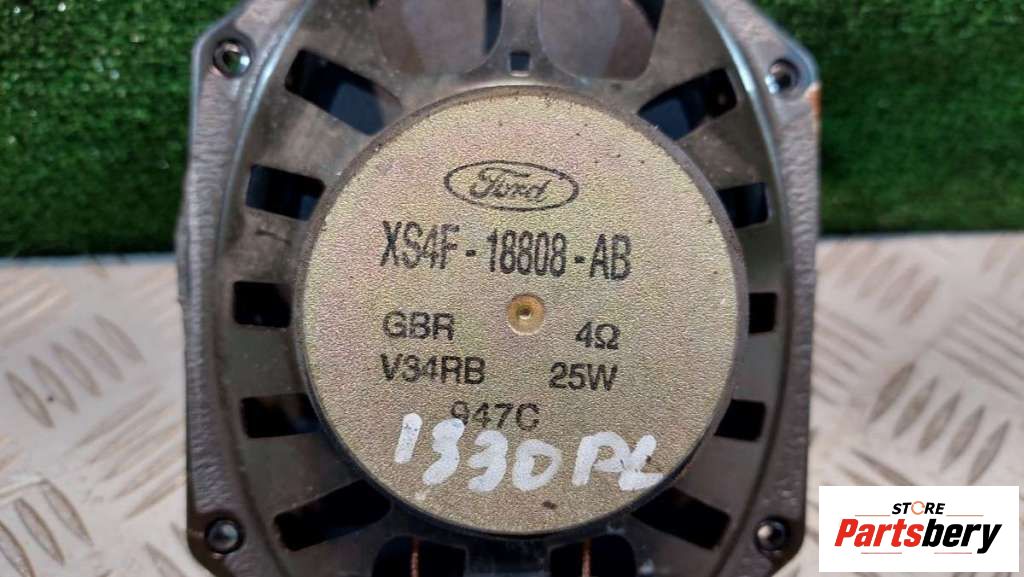 Ford
XS4F-18808-AB
GBR 4Ω
V34RB 25W
947C
1330PL
STORE
Partsbery